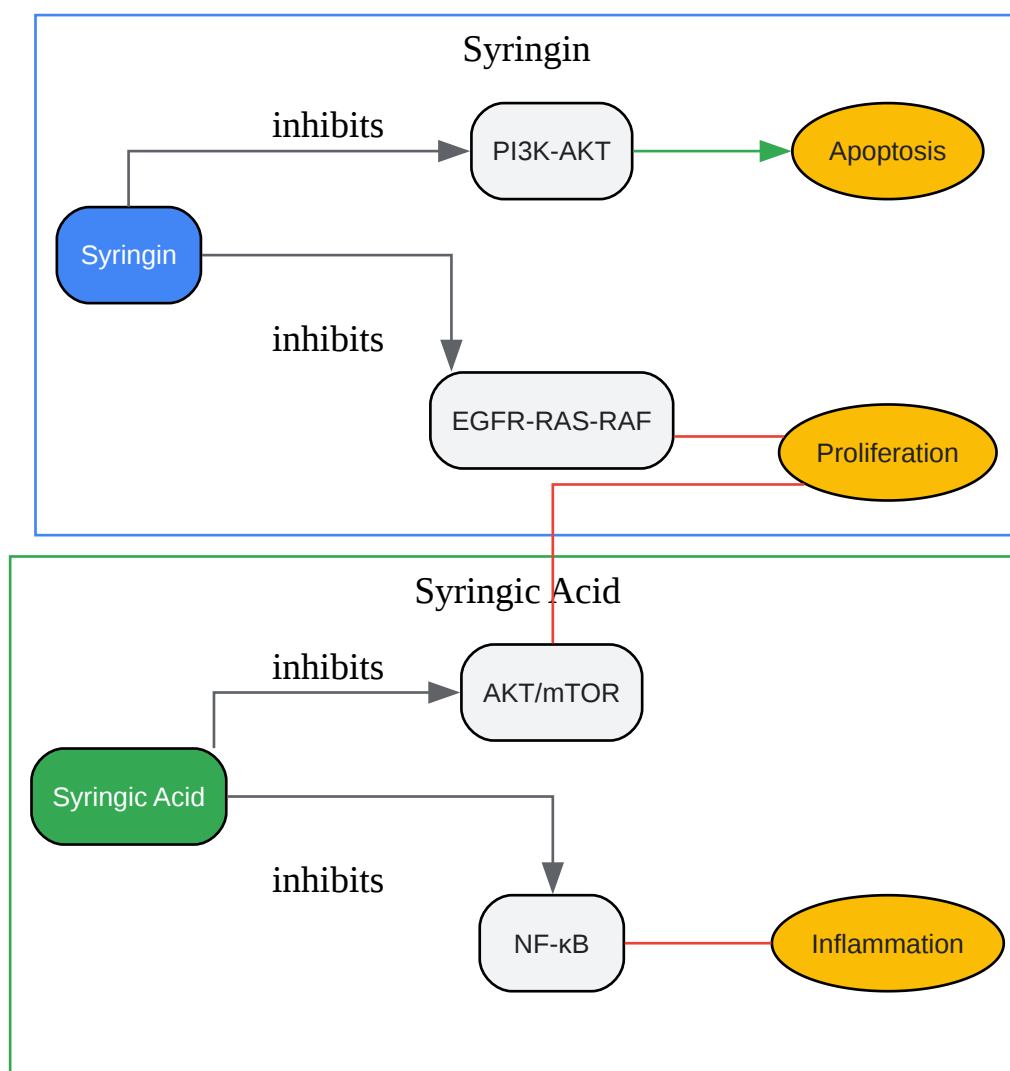 Syringin
inhibits
PI3K-AKT
Apoptosis
Syringin
inhibits
EGFR-RAS-RAF
Proliferation
Syringic Acid
inhibits
AKT/mTOR
Syringic Acid
inhibits
NF-κB
Inflammation